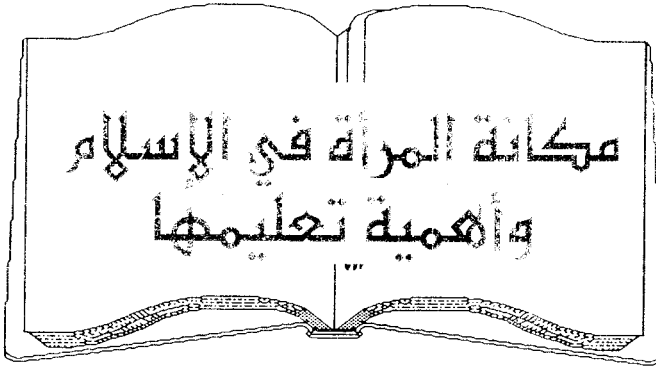 مكانة المرأة في الإسلام
وأهمية تعليمها